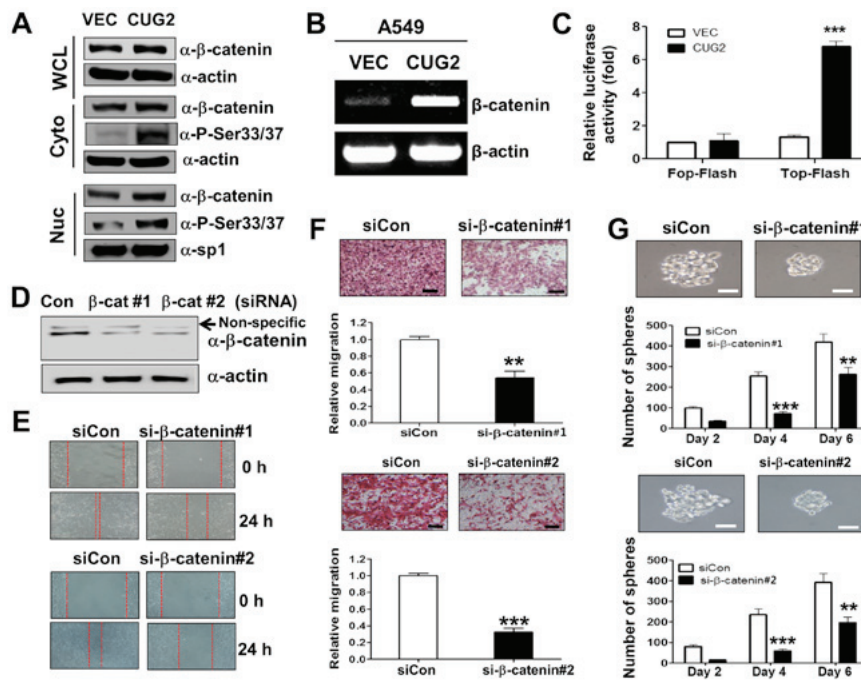 A
VEC CUG2
WCL
α-β-catenin
α-actin
Cyto
α-β-catenin
α-P-Ser33/37
α-actin
Nuc
α-β-catenin
α-P-Ser33/37
α-sp1
B
A549
VEC CUG2
β-catenin
β-actin
C
VEC
CUG2
Relative luciferase
activity (fold)
8
6
4
2
0
***
Fop-Flash Top-Flash
D
Con β-cat #1 β-cat #2 (siRNA)
Non-specific
α-β-catenin
α-actin
E
siCon si-β-catenin#1
0 h
24 h
siCon si-β-catenin#2
0 h
24 h
F
siCon si-β-catenin#1
Relative migration
1.2
1.0
0.8
0.6
0.4
0.2
0.0
**
siCon si-β-catenin#1
siCon si-β-catenin#2
Relative migration
1.2
1.0
0.8
0.6
0.4
0.2
0.0
***
siCon si-β-catenin#2
G
siCon si-β-catenin#1
Number of spheres
500
400
300
200
100
0
siCon
si-β-catenin#1
***
**
Day 2 Day 4 Day 6
siCon si-β-catenin#2
Number of spheres
500
400
300
200
100
0
siCon
si-β-catenin#2
***
**
Day 2 Day 4 Day 6